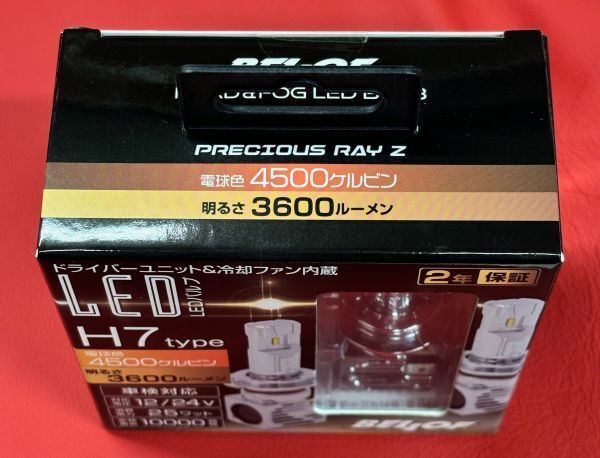 BELLOF
FOG LED
PRECIOUS RAY Z
電球色 4500ケルビン
明るさ 3600ルーメン
ドライバーユニット&冷却ファン内蔵
2年 保証
LED LEDバルブ
H7 type
電球色
4500ケルビン
明るさ
3600ルーメン
車検対応
12/24V
25ワット
10000
BELLOF